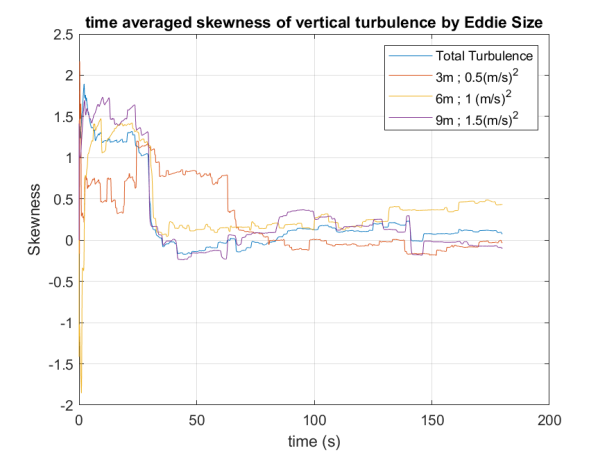 time averaged skewness of vertical turbulence by Eddie Size
2.5
2
1.5
1
0.5
0
-0.5
-1
-1.5
-2
Skewness
Total Turbulence
3m ; 0.5(m/s)²
6m ; 1 (m/s)²
9m ; 1.5(m/s)²
0 50 100 150 200
time (s)